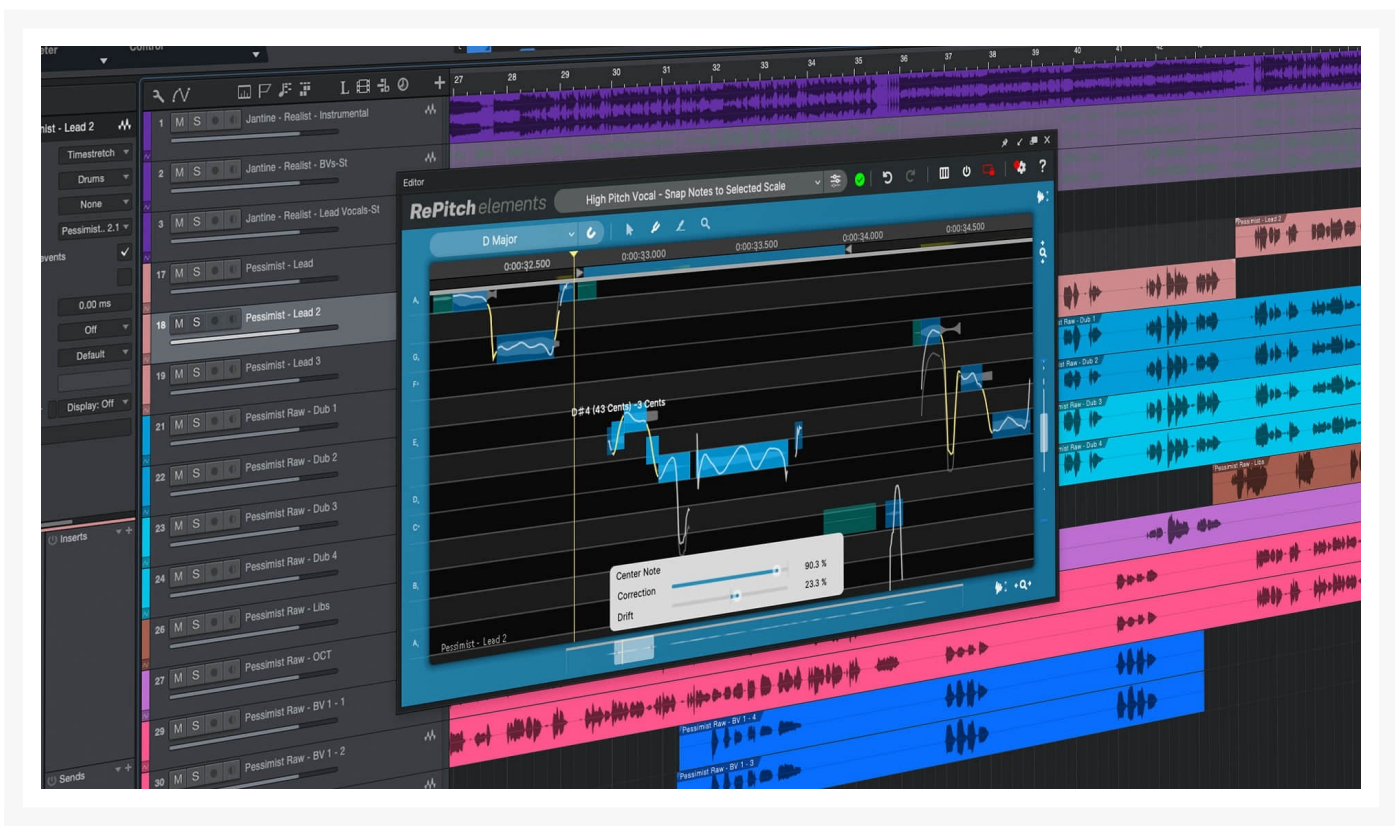 Control
27 28 29 30 31 32 33 34 35 36 37 38 39 40 41
L
- Lead 2
Timestretch
Drums
None
Pessimist.. 2.1
events
0.00 ms
Off
Default
Display: Off
Inserts
Sends
1 M S Jantine - Realist - Instrumental
2 M S Jantine - Realist - BVs-St
3 M S Jantine - Realist - Lead Vocals-St
17 M S Pessimist - Lead
18 M S Pessimist - Lead 2
19 M S Pessimist - Lead 3
21 M S Pessimist Raw - Dub 1
22 M S Pessimist Raw - Dub 2
23 M S Pessimist Raw - Dub 3
24 M S Pessimist Raw - Dub 4
26 M S Pessimist Raw - Libs
27 M S Pessimist Raw - OCT
29 M S Pessimist Raw - BV 1 - 1
30 M S Pessimist Raw - BV 1 - 2
Editor
RePitch elements
High Pitch Vocal - Snap Notes to Selected Scale
?
D Major
0:00:32.500 0:00:33.000 0:00:33.500 0:00:34.000 0:00:34.500
D#4 (43 Cents) -3 Cents
Center Note 90.3 %
Correction 23.3 %
Drift
Pessimist - Lead 2
Pessimist - Lead 2
Raw - Dub 1
Raw - Dub 2
Raw - Dub 3
Raw - Dub 4
Pessimist Raw - Libs
Pessimist Raw - BV 1 - 4
Pessimist Raw - BV 1 - 3